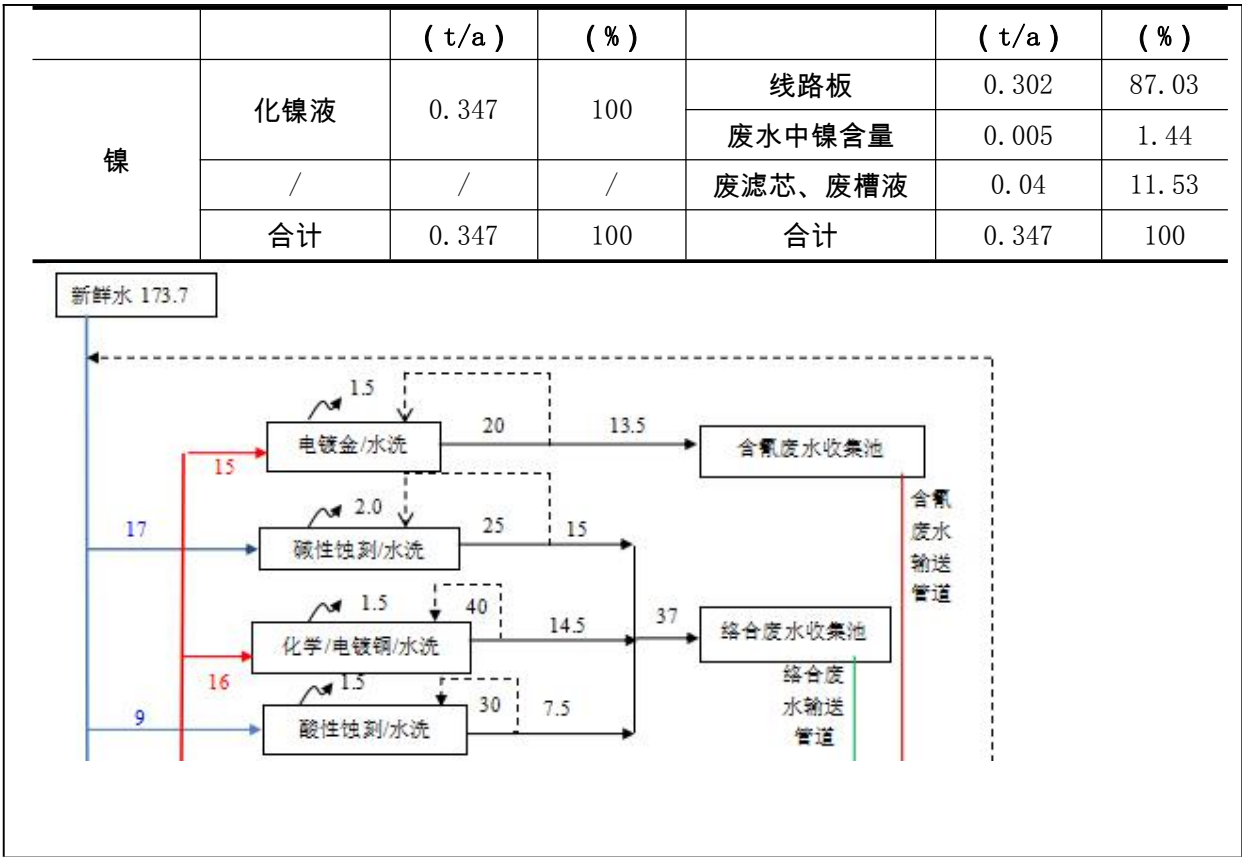 (t/a) (%) (t/a) (%)
镍 化镍液 0.347 100 线路板 0.302 87.03
废水中镍含量 0.005 1.44
/ / / 废滤芯、废槽液 0.04 11.53
合计 0.347 100 合计 0.347 100
新鲜水 173.7
1.5
电镀金/水洗
20
13.5
含氰废水收集池
15
含氰
废水
输送
管道
2.0
17
碱性蚀刻/水洗
25
15
1.5
化学/电镀铜/水洗
40
14.5
37
络合废水收集池
16
络合废
水输送
管道
1.5
9
酸性蚀刻/水洗
30
7.5